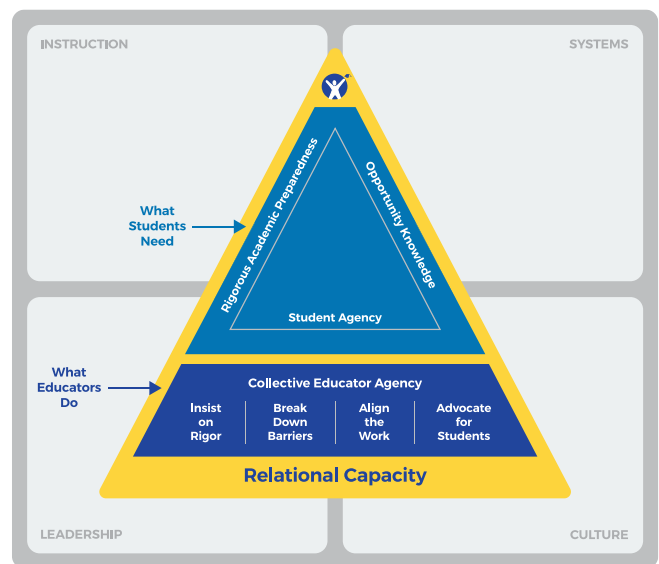 INSTRUCTION
SYSTEMS
Rigorous Academic Preparedness
Opportunity Knowledge
What
Students
Need
Student Agency
What
Educators
Do
Collective Educator Agency
Insist
on
Rigor
Break
Down
Barriers
Align
the
Work
Advocate
for
Students
Relational Capacity
LEADERSHIP
CULTURE